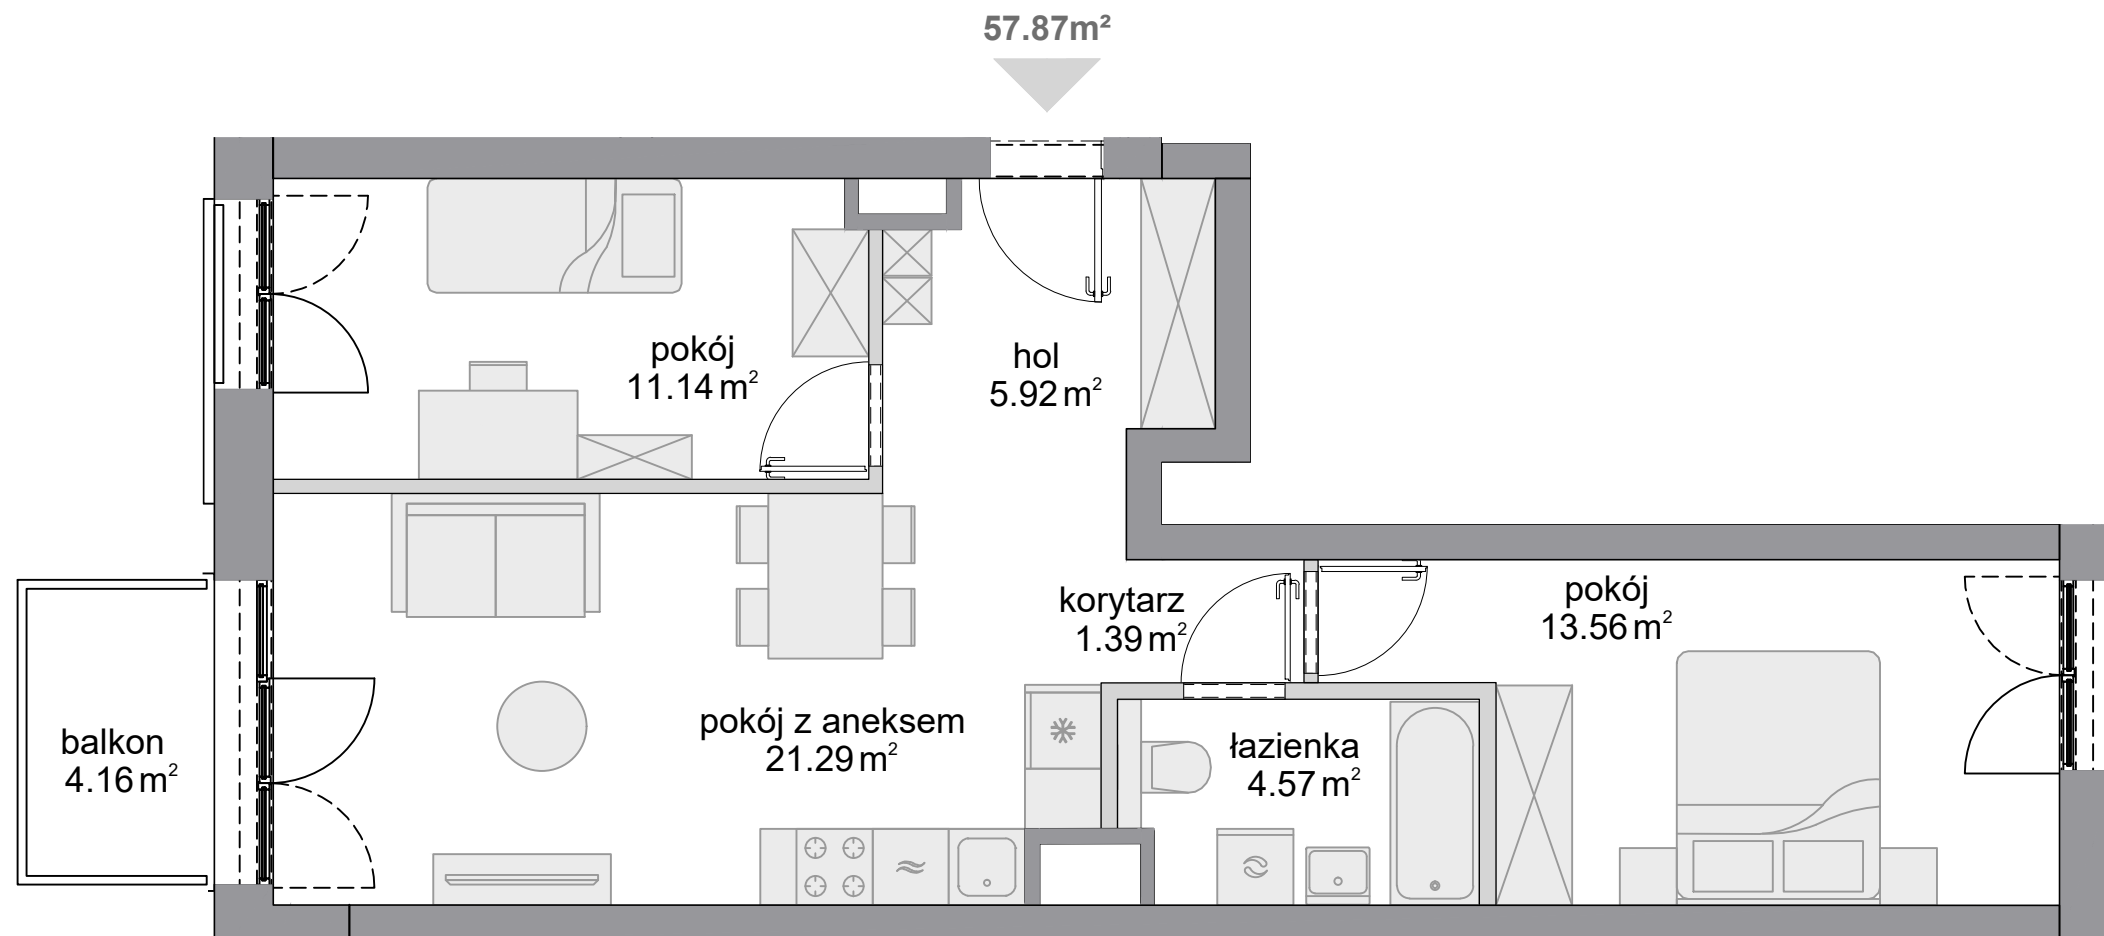 57.87m²
pokój
11.14 m²
hol
5.92 m²
korytarz
1.39 m²
pokój
13.56 m²
pokój z aneksem
21.29 m²
łazienka
4.57 m²
balkon
4.16 m²